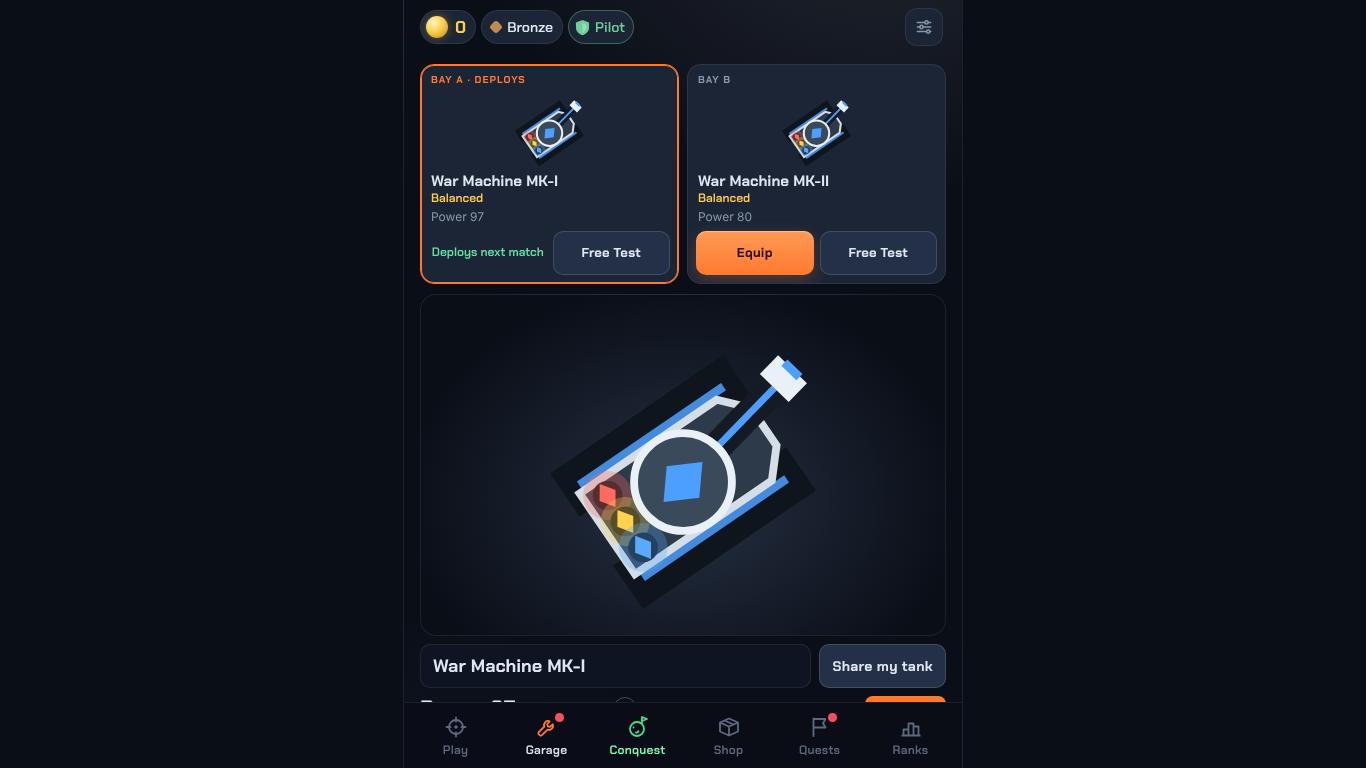 0
Bronze
Pilot
BAY A · DEPLOYS
War Machine MK-I
Balanced
Power 97
Deploys next match
Free Test
BAY B
War Machine MK-II
Balanced
Power 80
Equip
Free Test
War Machine MK-I
Share my tank
Play
Garage
Conquest
Shop
Quests
Ranks